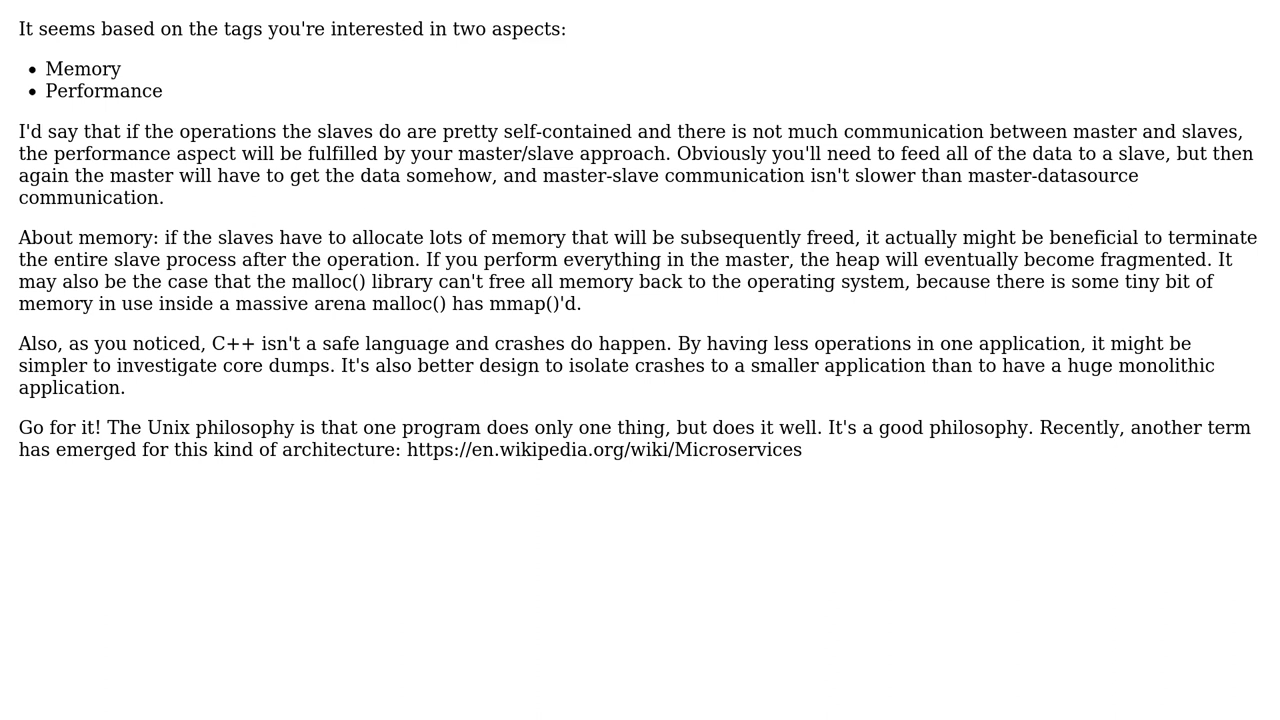 It seems based on the tags you're interested in two aspects:
• Memory
• Performance
I'd say that if the operations the slaves do are pretty self-contained and there is not much communication between master and slaves,
the performance aspect will be fulfilled by your master/slave approach. Obviously you'll need to feed all of the data to a slave, but then
again the master will have to get the data somehow, and master-slave communication isn't slower than master-datasource
communication.
About memory: if the slaves have to allocate lots of memory that will be subsequently freed, it actually might be beneficial to terminate
the entire slave process after the operation. If you perform everything in the master, the heap will eventually become fragmented. It
may also be the case that the malloc() library can't free all memory back to the operating system, because there is some tiny bit of
memory in use inside a massive arena malloc() has mmap()'d.
Also, as you noticed, C++ isn't a safe language and crashes do happen. By having less operations in one application, it might be
simpler to investigate core dumps. It's also better design to isolate crashes to a smaller application than to have a huge monolithic
application.
Go for it! The Unix philosophy is that one program does only one thing, but does it well. It's a good philosophy. Recently, another term
has emerged for this kind of architecture: https://en.wikipedia.org/wiki/Microservices